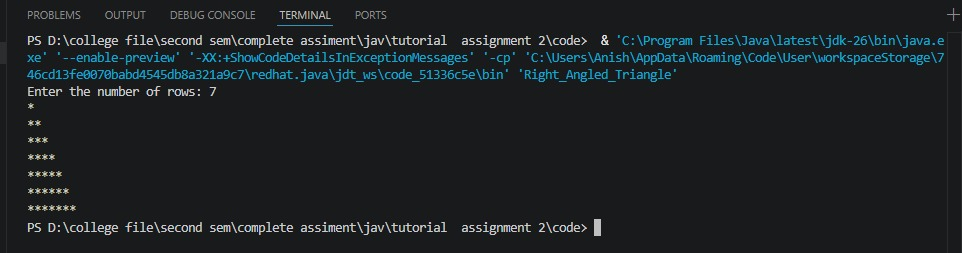 PROBLEMS OUTPUT DEBUG CONSOLE TERMINAL PORTS
PS D:\college file\second sem\complete assiment\jav\tutorial  assignment 2\code>  & 'C:\Program Files\Java\latest\jdk-26\bin\java.e
xe' '--enable-preview' '-XX:+ShowCodeDetailsInExceptionMessages' '-cp' 'C:\Users\Anish\AppData\Roaming\Code\User\workspaceStorage\7
46cd13fe0070babd4545db8a321a9c7\redhat.java\jdt_ws\code_51336c5e\bin' 'Right_Angled_Triangle'
Enter the number of rows: 7
*
**
***
****
*****
******
*******
PS D:\college file\second sem\complete assiment\jav\tutorial  assignment 2\code>